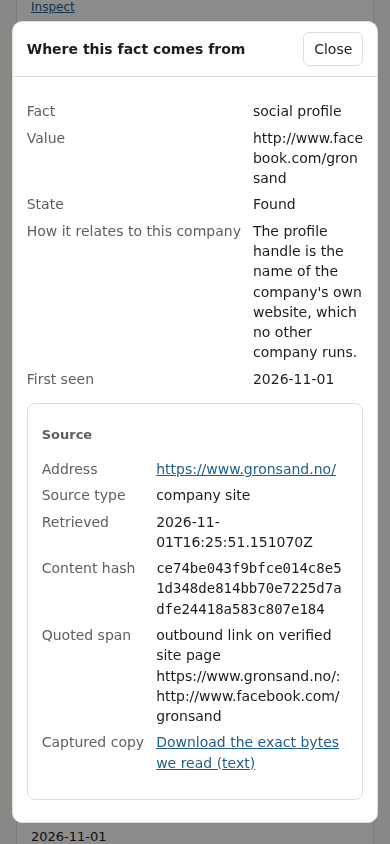 Inspect
Where this fact comes from
Close
Fact
social profile
Value
http://www.face
book.com/gron
sand
State
Found
How it relates to this company
The profile
handle is the
name of the
company's own
website, which
no other
company runs.
First seen
2026-11-01
Source
Address
https://www.gronsand.no/
Source type
company site
Retrieved
2026-11-
01T16:25:51.151070Z
Content hash
ce74be043f9bfce014c8e5
1d348de814bb70e7225d7a
dfe24418a583c807e184
Quoted span
outbound link on verified
site page
https://www.gronsand.no/:
http://www.facebook.com/
gronsand
Captured copy
Download the exact bytes
we read (text)
2026-11-01